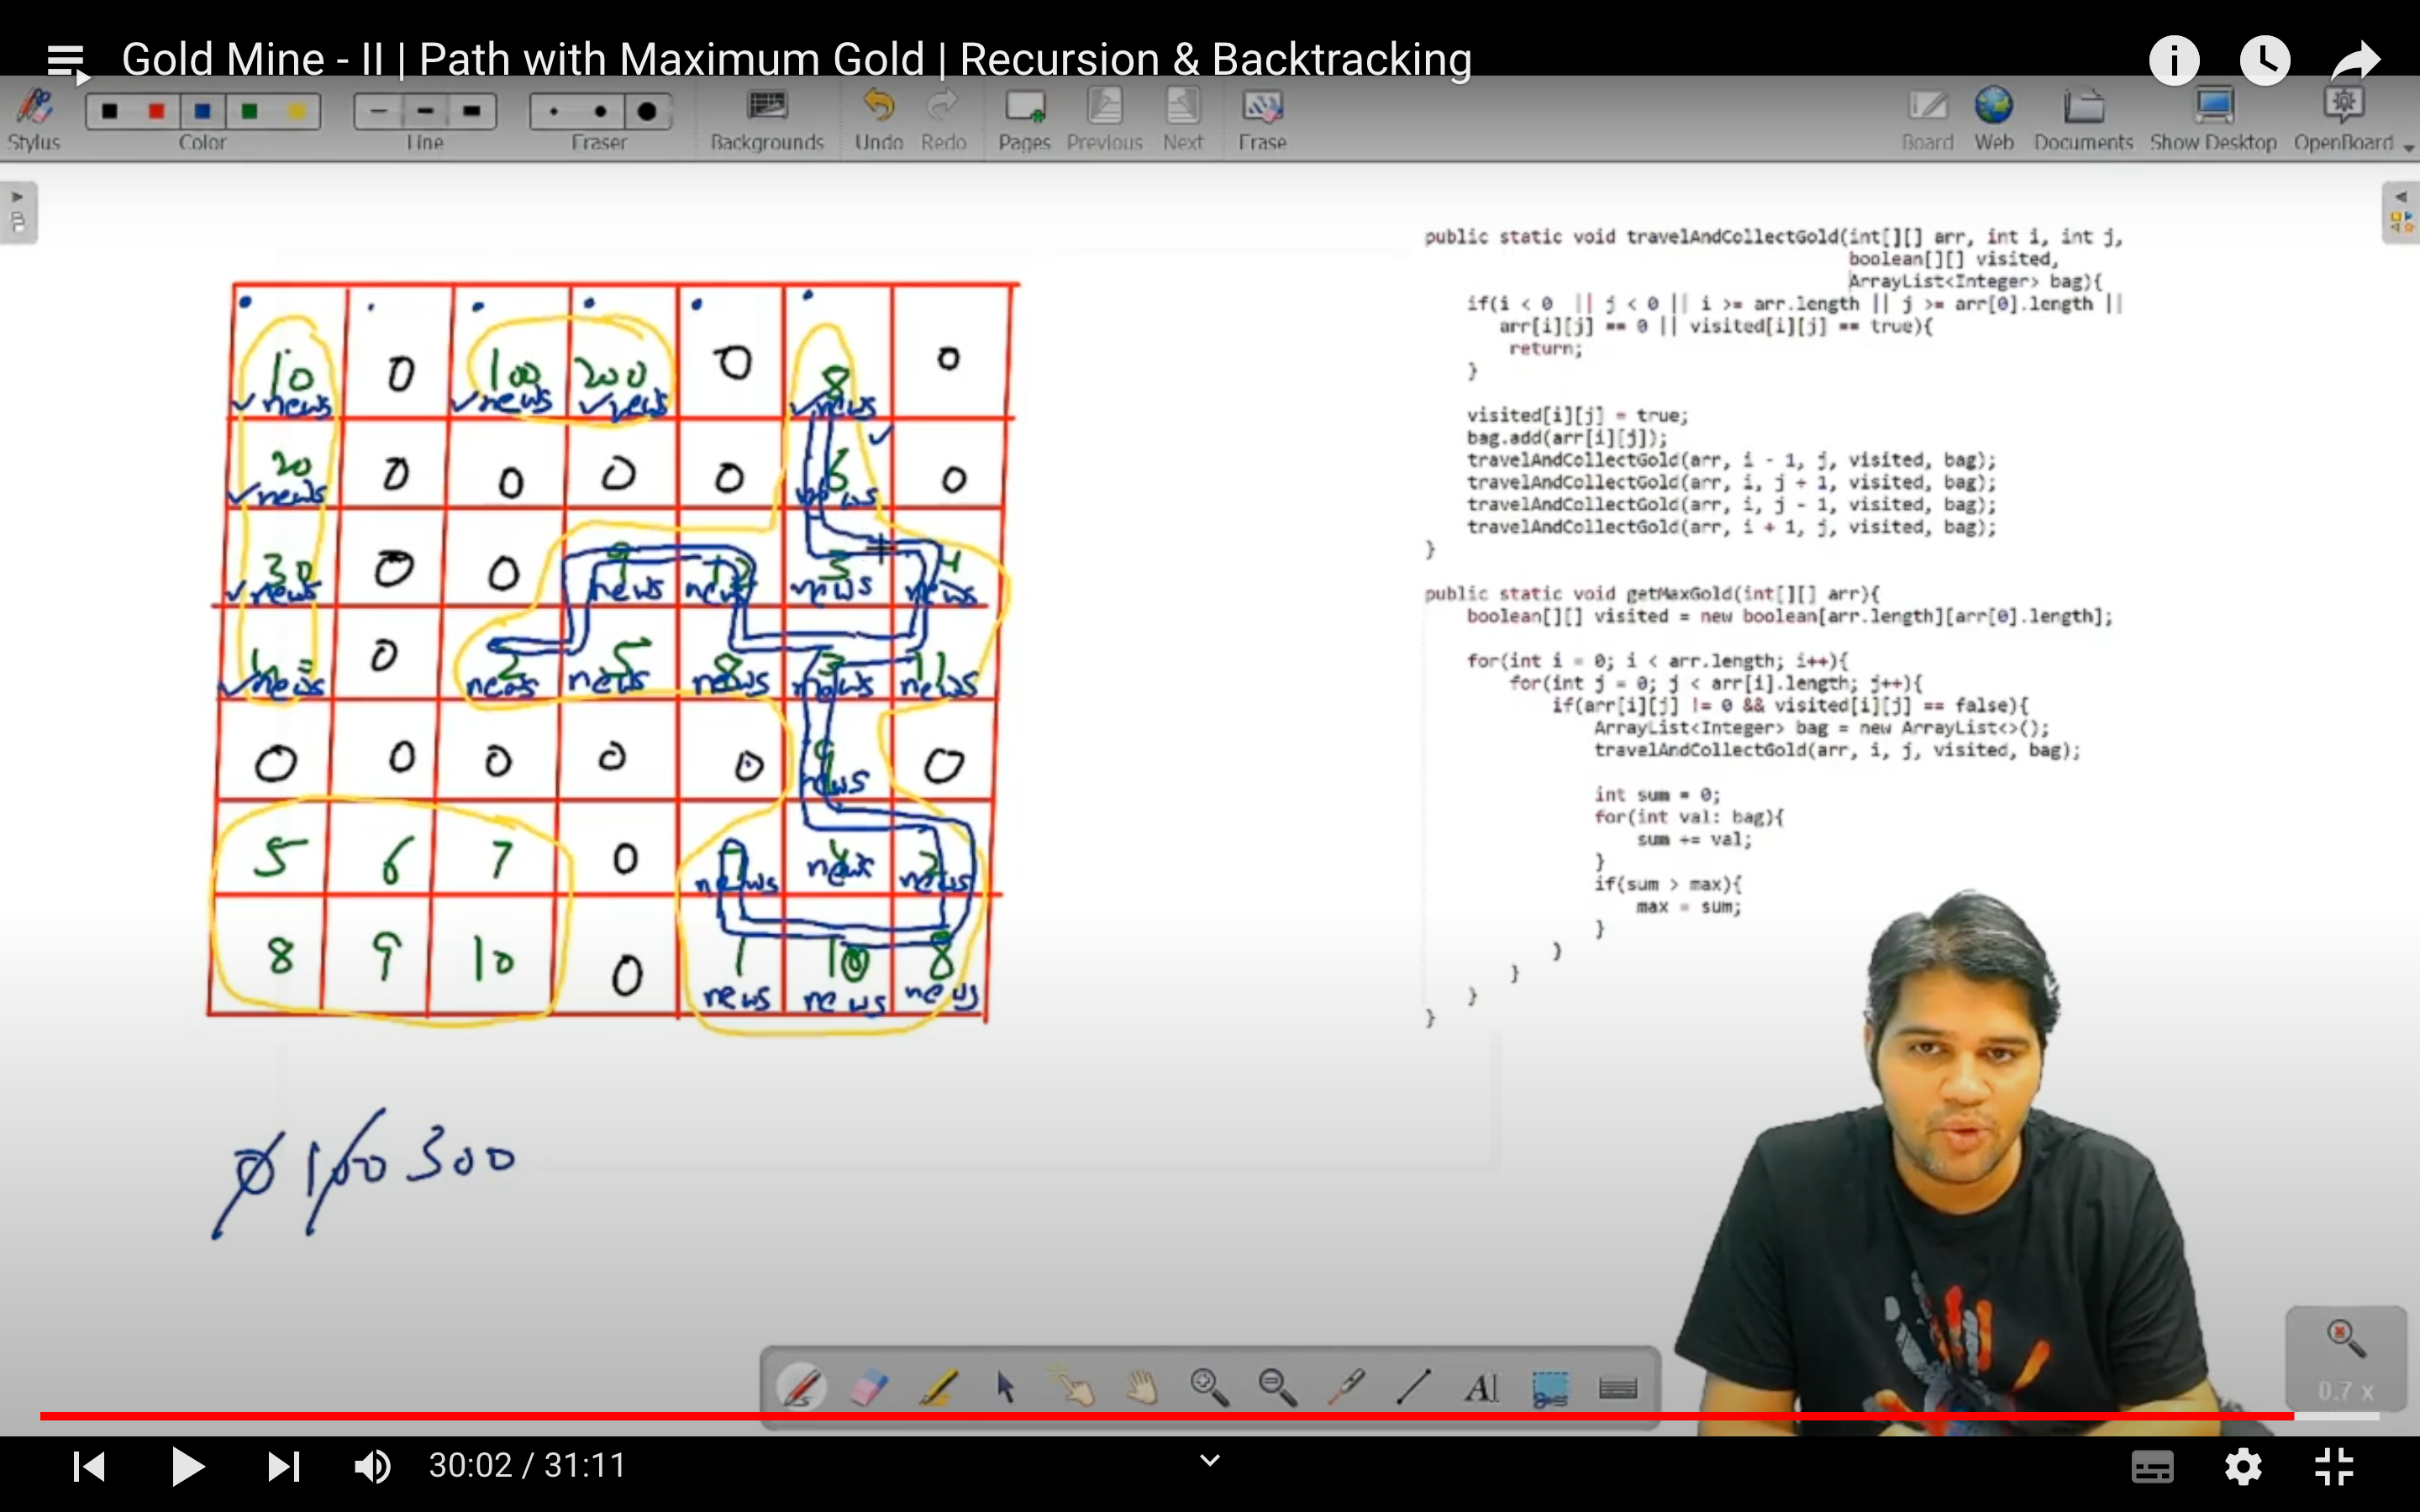 Gold Mine - II | Path with Maximum Gold | Recursion & Backtracking
Stylus Color Line Eraser Backgrounds Undo Redo Pages Previous Next Erase Board Web Documents Show Desktop OpenBoard
public static void travelAndCollectGold(int[][] arr, int i, int j,
boolean[][] visited,
ArrayList<Integer> bag){
if(i < 0 || j < 0 || i >= arr.length || j >= arr[0].length ||
arr[i][j] == 0 || visited[i][j] == true){
return;
}
visited[i][j] = true;
bag.add(arr[i][j]);
travelAndCollectGold(arr, i - 1, j, visited, bag);
travelAndCollectGold(arr, i, j + 1, visited, bag);
travelAndCollectGold(arr, i, j - 1, visited, bag);
travelAndCollectGold(arr, i + 1, j, visited, bag);
}
public static void getMaxGold(int[][] arr){
boolean[][] visited = new boolean[arr.length][arr[0].length];
for(int i = 0; i < arr.length; i++){
for(int j = 0; j < arr[i].length; j++){
if(arr[i][j] != 0 && visited[i][j] == false){
ArrayList<Integer> bag = new ArrayList<>();
travelAndCollectGold(arr, i, j, visited, bag);
int sum = 0;
for(int val: bag){
sum += val;
}
if(sum > max){
max = sum;
}
}
}
}
}
10 0 100 200 0 8 0
news news news news
20 0 0 0 0 6 0
news news
30 0 0 9 12 3 4
news news news news news
0 2 5 8 3 11
news news news news news news
0 0 0 0 0 9 0
news
5 6 7 0 7 4 2
news news news
8 9 10 0 1 10 8
news news news
0 100 300
0.7 x
30:02 / 31:11